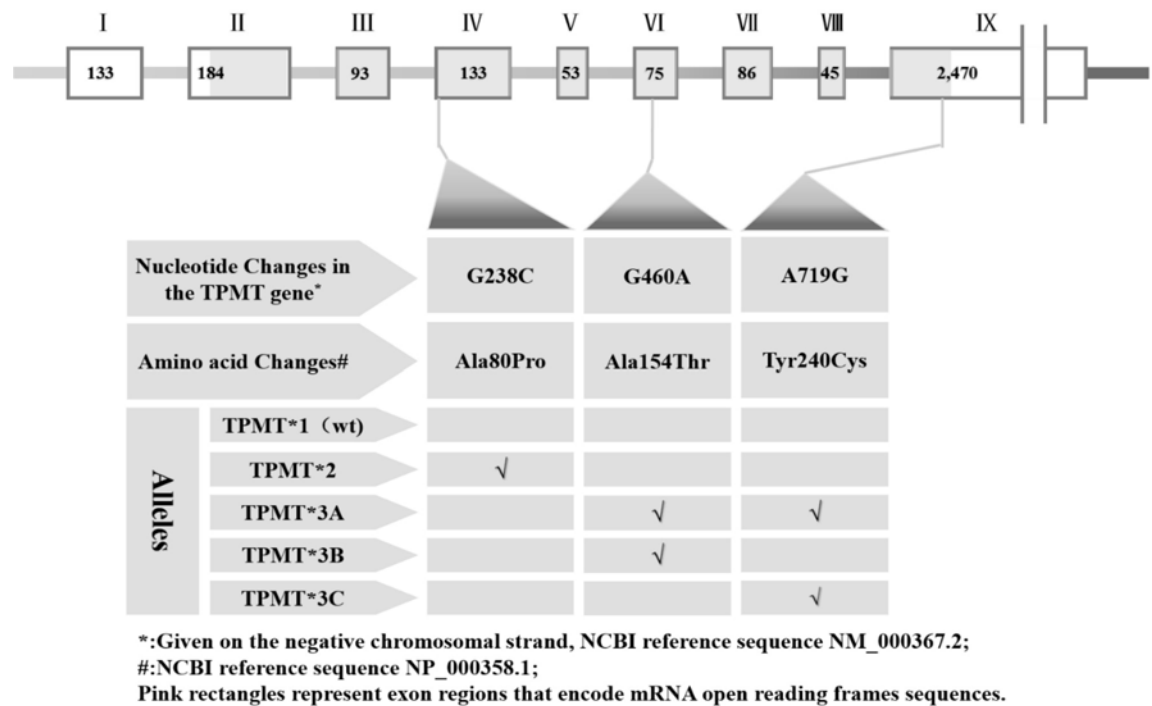 I II III IV V VI VII VIII IX
133 184 93 133 53 75 86 45 2,470
Nucleotide Changes in
the TPMT gene*
G238C G460A A719G
Amino acid Changes# Ala80Pro Ala154Thr Tyr240Cys
Alleles
TPMT*1（wt)
TPMT*2 √
TPMT*3A √ √
TPMT*3B √
TPMT*3C √
*:Given on the negative chromosomal strand, NCBI reference sequence NM_000367.2;
#:NCBI reference sequence NP_000358.1;
Pink rectangles represent exon regions that encode mRNA open reading frames sequences.